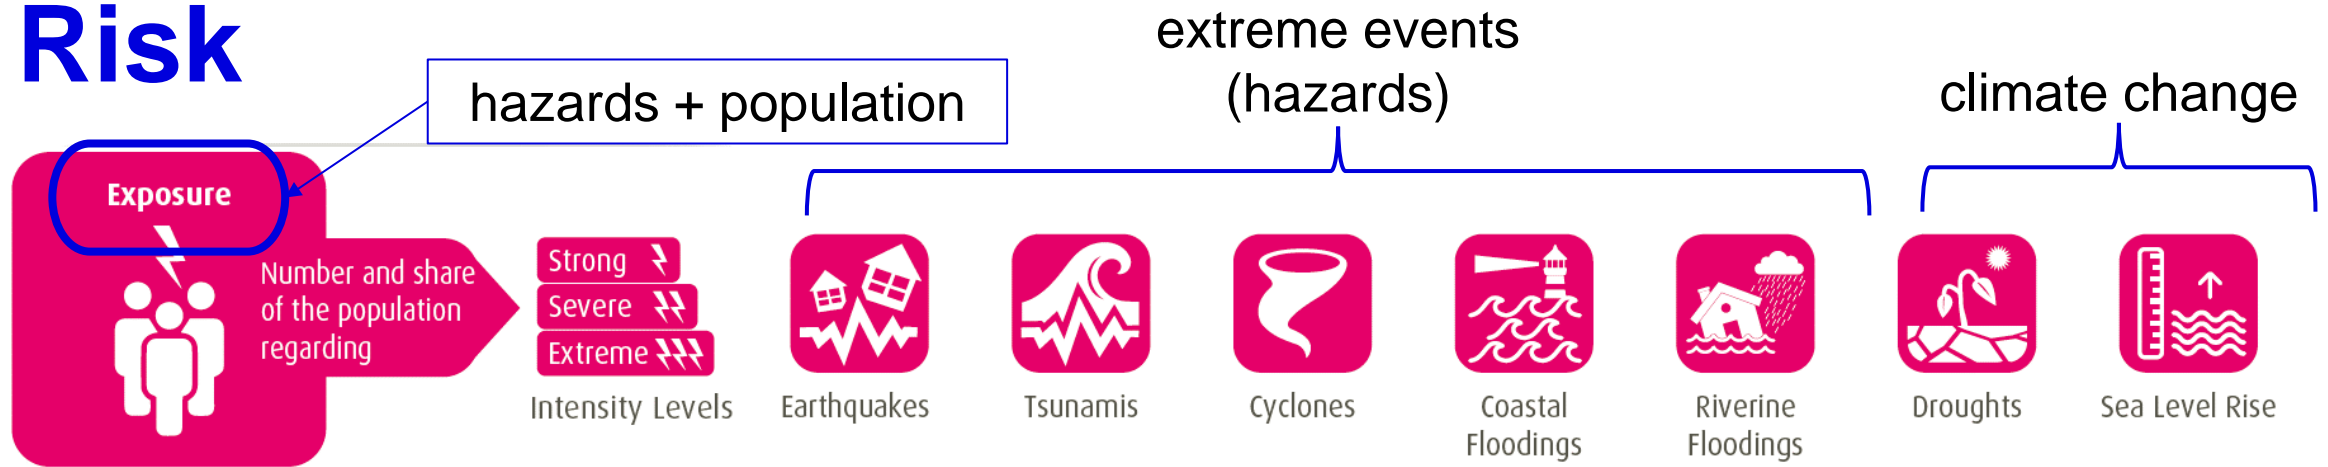 Risk
extreme events
(hazards)
hazards + population
climate change
Exposure
Number and share
of the population
regarding
Strong
Severe
Extreme
Intensity Levels
Earthquakes
Tsunamis
Cyclones
Coastal
Floodings
Riverine
Floodings
Droughts
Sea Level Rise